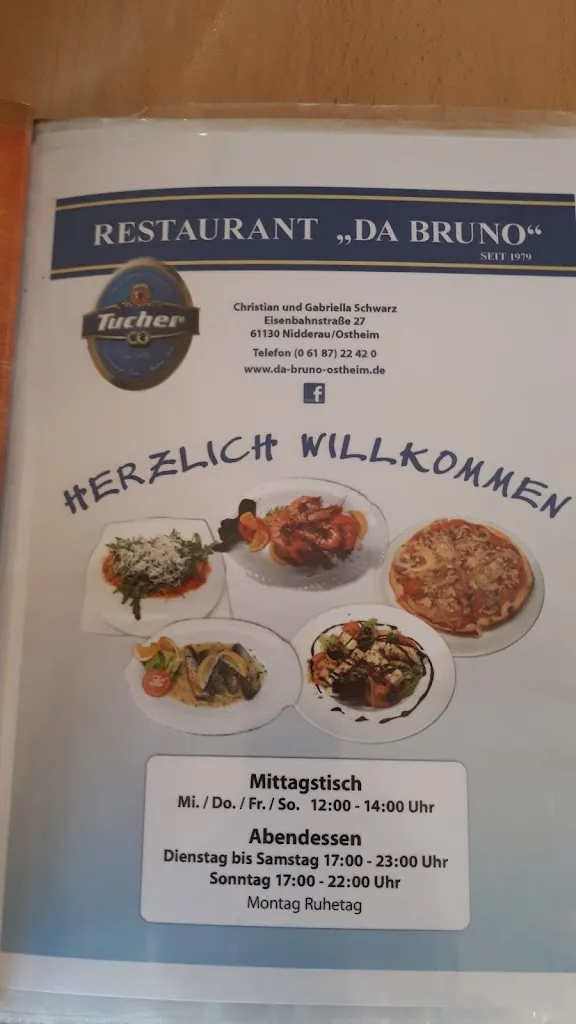 RESTAURANT „DA BRUNO“
SEIT 1979
Tucher
Christian und Gabriella Schwarz
Eisenbahnstraße 27
61130 Nidderau/Ostheim
Telefon (0 61 87) 22 42 0
www.da-bruno-ostheim.de
f
HERZLICH WILLKOMMEN
Mittagstisch
Mi. / Do. / Fr. / So. 12:00 - 14:00 Uhr
Abendessen
Dienstag bis Samstag 17:00 - 23:00 Uhr
Sonntag 17:00 - 22:00 Uhr
Montag Ruhetag